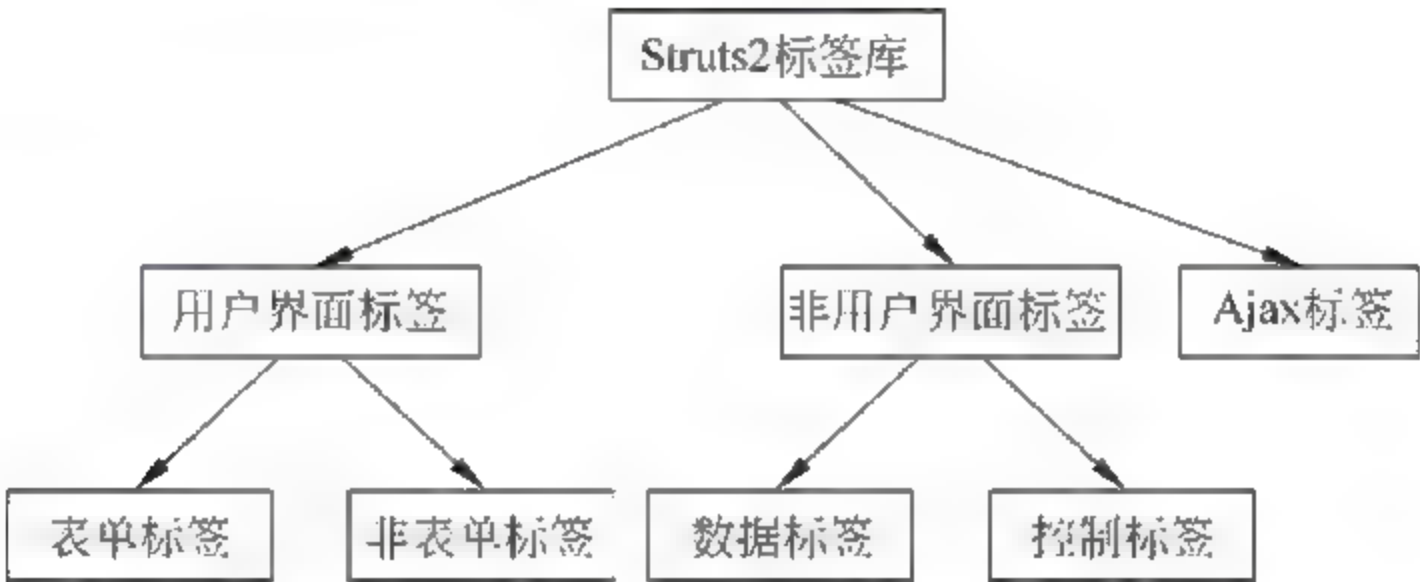 Struts2标签库
用户界面标签
非用户界面标签
Ajax标签
表单标签
非表单标签
数据标签
控制标签